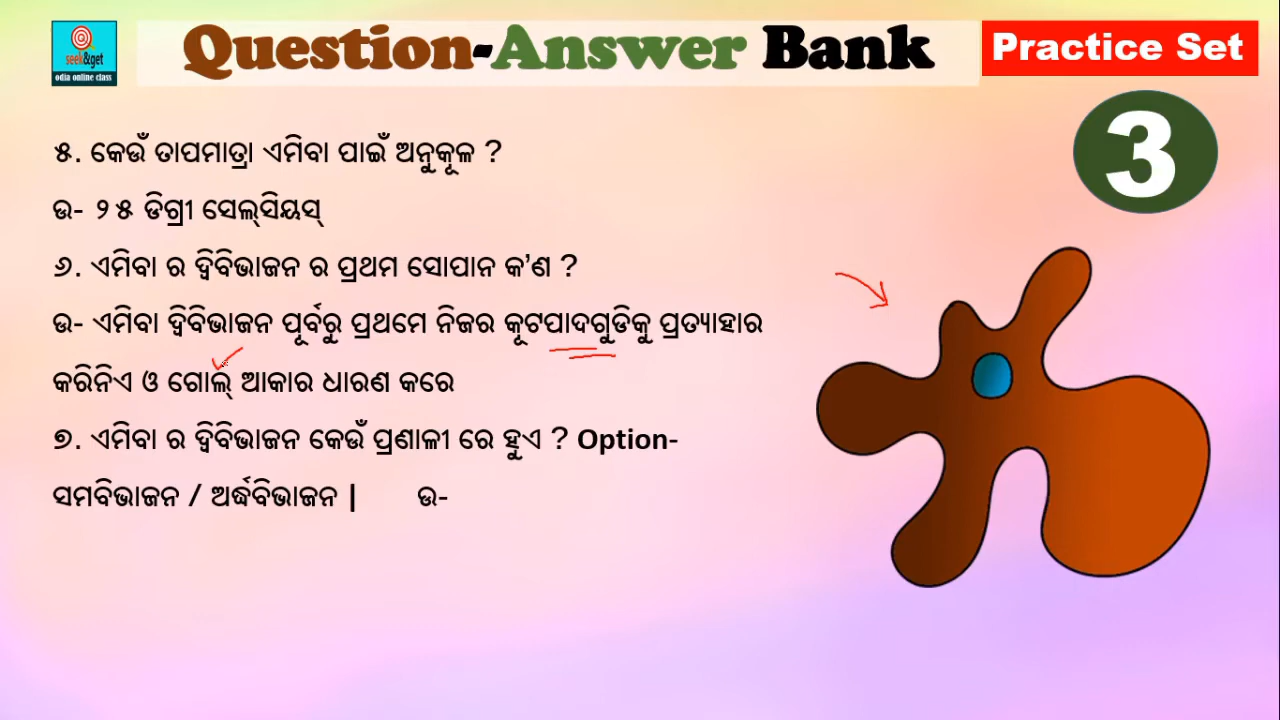 seek&get
odia online class
Question-Answer Bank
Practice Set
3
୫. କେଉଁ ତାପମାତ୍ରା ଏମିବା ପାଇଁ ଅନୁକୂଳ ?
ଉ- ୨୫ ଡିଗ୍ରୀ ସେଲ୍‌ସିୟସ୍
୬. ଏମିବା ର ଦ୍ୱିବିଭାଜନ ର ପ୍ରଥମ ସୋପାନ କ'ଣ ?
ଉ- ଏମିବା ଦ୍ୱିବିଭାଜନ ପୂର୍ବରୁ ପ୍ରଥମେ ନିଜର କୂଟପାଦଗୁଡିକୁ ପ୍ରତ୍ୟାହାର
କରିନିଏ ଓ ଗୋଲ୍ ଆକାର ଧାରଣ କରେ
୭. ଏମିବା ର ଦ୍ୱିବିଭାଜନ କେଉଁ ପ୍ରଣାଳୀ ରେ ହୁଏ ? Option-
ସମବିଭାଜନ / ଅର୍ଦ୍ଧବିଭାଜନ | ଉ-